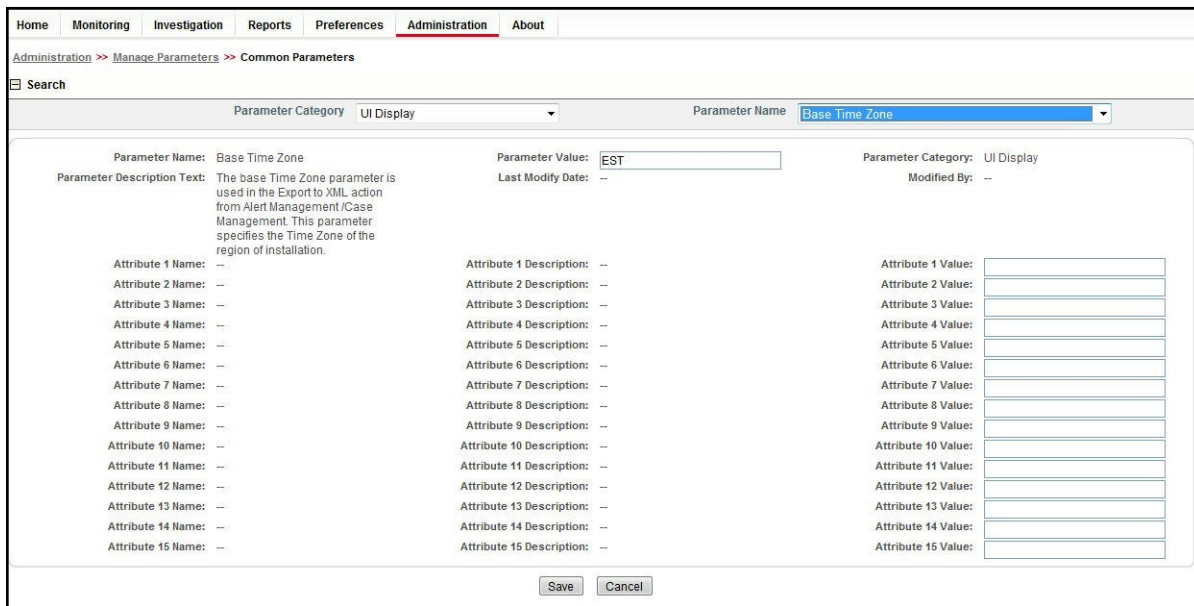 Home Monitoring Investigation Reports Preferences Administration About
Administration >> Manage Parameters >> Common Parameters
Search
Parameter Category UI Display Parameter Name Base Time Zone
Parameter Name: Base Time Zone Parameter Value: EST Parameter Category: UI Display
Parameter Description Text: The base Time Zone parameter is Last Modify Date: -- Modified By: --
used in the Export to XML action
from Alert Management /Case
Management. This parameter
specifies the Time Zone of the
region of installation.
Attribute 1 Name: -- Attribute 1 Description: -- Attribute 1 Value:
Attribute 2 Name: -- Attribute 2 Description: -- Attribute 2 Value:
Attribute 3 Name: -- Attribute 3 Description: -- Attribute 3 Value:
Attribute 4 Name: -- Attribute 4 Description: -- Attribute 4 Value:
Attribute 5 Name: -- Attribute 5 Description: -- Attribute 5 Value:
Attribute 6 Name: -- Attribute 6 Description: -- Attribute 6 Value:
Attribute 7 Name: -- Attribute 7 Description: -- Attribute 7 Value:
Attribute 8 Name: -- Attribute 8 Description: -- Attribute 8 Value:
Attribute 9 Name: -- Attribute 9 Description: -- Attribute 9 Value:
Attribute 10 Name: -- Attribute 10 Description: -- Attribute 10 Value:
Attribute 11 Name: -- Attribute 11 Description: -- Attribute 11 Value:
Attribute 12 Name: -- Attribute 12 Description: -- Attribute 12 Value:
Attribute 13 Name: -- Attribute 13 Description: -- Attribute 13 Value:
Attribute 14 Name: -- Attribute 14 Description: -- Attribute 14 Value:
Attribute 15 Name: -- Attribute 15 Description: -- Attribute 15 Value:
Save Cancel